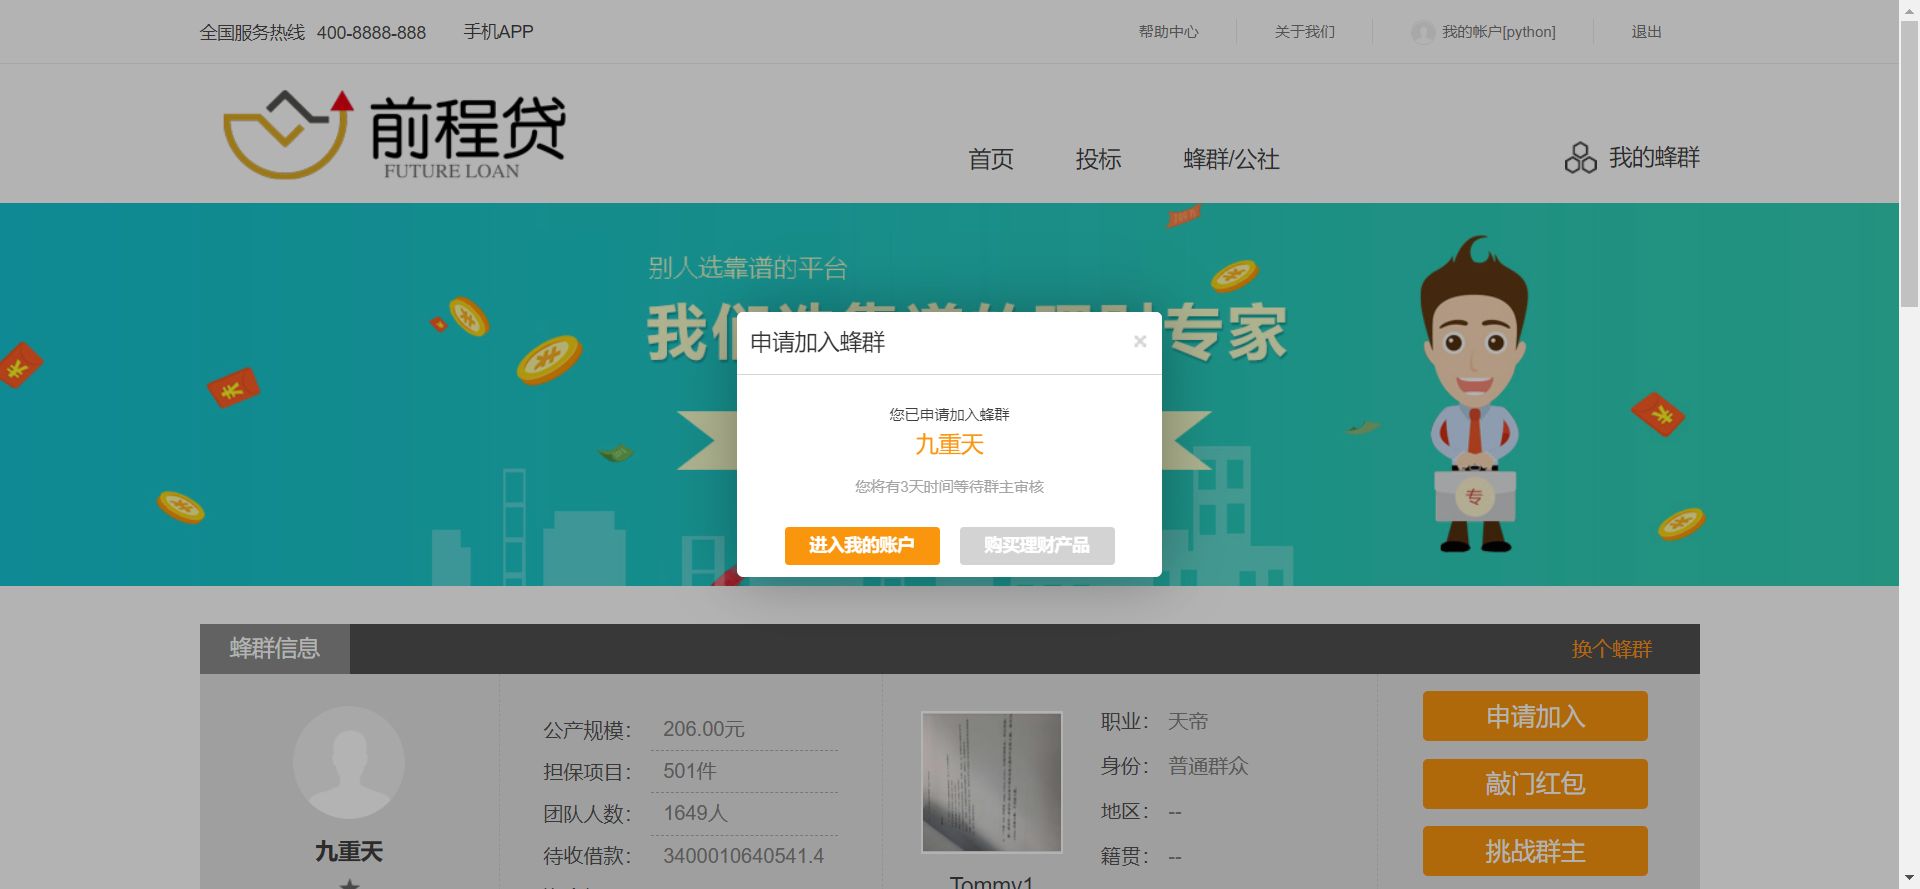 全国服务热线 400-8888-888 手机APP
帮助中心 关于我们 我的帐户[python] 退出
前程贷
FUTURE LOAN
首页 投标 蜂群/公社 我的蜂群
别人选靠谱的平台
专家
申请加入蜂群 ×
您已申请加入蜂群
九重天
您将有3天时间等待群主审核
进入我的账户 购买理财产品
专
蜂群信息 换个蜂群
九重天
公产规模： 206.00元
担保项目： 501件
团队人数： 1649人
待收借款： 3400010640541.4
Tommy1
职业： 天帝
身份： 普通群众
地区： --
籍贯： --
申请加入
敲门红包
挑战群主